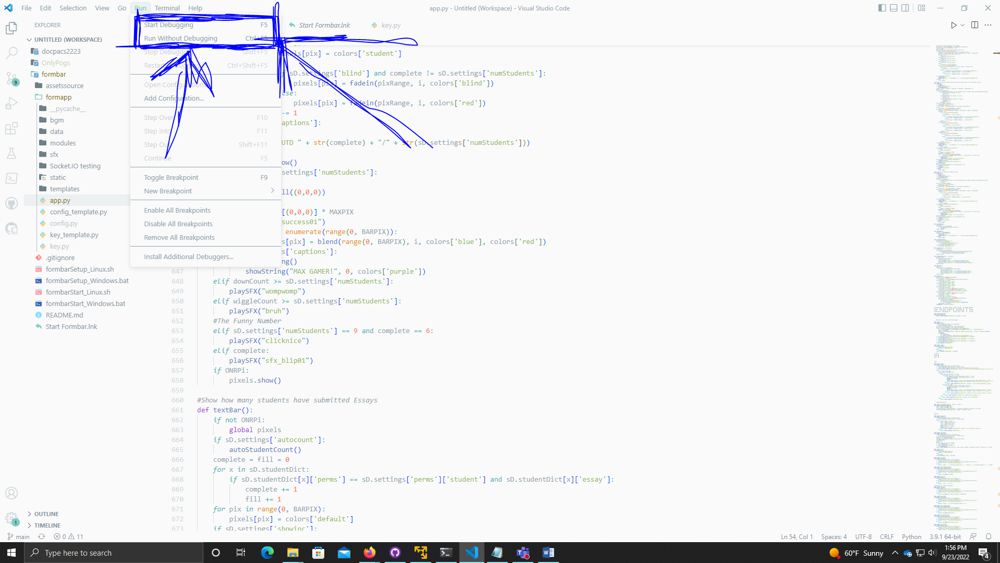 File Edit Selection View Go Run Terminal Help
app.py - Untitled (Workspace) - Visual Studio Code
EXPLORER
UNTITLED (WORKSPACE)
docpacs2223
OnlyPogs
formbar
assetssource
formapp
__pycache__
bgm
data
modules
sfx
Socket.IO testing
static
templates
app.py
config_template.py
config.py
key_template.py
key.py
.gitignore
formbarSetup_Linux.sh
formbarSetup_Windows.bat
formbarStart_Linux.sh
formbarStart_Windows.bat
README.md
Start Formbar.lnk
OUTLINE
TIMELINE
9
1
Start Debugging F5
Run Without Debugging Ctrl+F5
Stop Debugging Shift+F5
Restart Debugging Ctrl+Shift+F5
Open Configurations
Add Configuration...
Step Over F10
Step Into F11
Step Out Shift+F11
Continue F5
Toggle Breakpoint F9
New Breakpoint
Enable All Breakpoints
Disable All Breakpoints
Remove All Breakpoints
Install Additional Debuggers...
Start Formbar.lnk key.py
els[pix] = colors['student']
sD.settings['blind'] and complete != sD.settings['numStudents']:
pixels[pix] = fadein(pixRange, i, colors['blind'])
se:
pixels[pix] = fadein(pixRange, i, colors['red'])
= 1
aptions']:
UTD " + str(complete) + "/" + str(sD.settings['numStudents']))
ow()
settings['numStudents']:
ll((0,0,0))
[(0,0,0)] * MAXPIX
success01")
enumerate(range(0, BARPIX)):
s[pix] = blend(range(0, BARPIX), i, colors['blue'], colors['red'])
s['captions']:
ng()
647 showString("MAX GAMER!", 0, colors['purple'])
648 elif downCount >= sD.settings['numStudents']:
649 playSFX("wompwomp")
650 elif wiggleCount >= sD.settings['numStudents']:
651 playSFX("bruh")
652 #The Funny Number
653 elif sD.settings['numStudents'] == 9 and complete == 6:
654 playSFX("clicknice")
655 elif complete:
656 playSFX("sfx_blip01")
657 if ONRPi:
658 pixels.show()
659
660 #Show how many students have submitted Essays
661 def textBar():
662 if not ONRPi:
663 global pixels
664 if sD.settings['autocount']:
665 autoStudentCount()
666 complete = fill = 0
667 for x in sD.studentDict:
668 if sD.studentDict[x]['perms'] == sD.settings['perms']['student'] and sD.studentDict[x]['essay']:
669 complete += 1
670 fill += 1
671 for pix in range(0, BARPIX):
672 pixels[pix] = colors['default']
673 if sD.settings['showinc']:
ENDPOINTS
main 0 11
Ln 54, Col 1 Spaces: 4 UTF-8 CRLF Python 3.9.1 64-bit
Type here to search
60°F Sunny
1:56 PM
9/23/2022
4